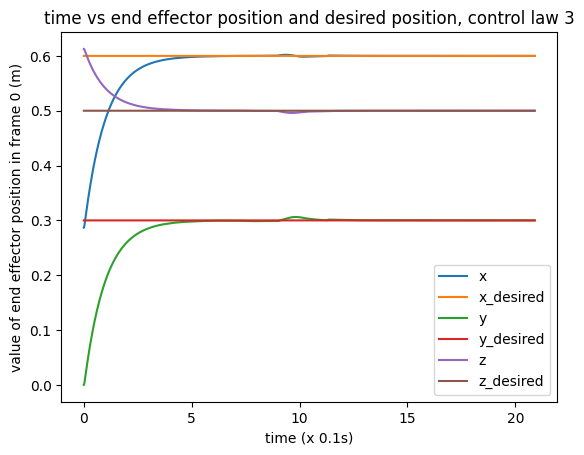 time vs end effector position and desired position, control law 3
value of end effector position in frame 0 (m)
0.6
0.5
0.4
0.3
0.2
0.1
0.0
0
5
10
15
20
time (x 0.1s)
x
x_desired
y
y_desired
z
z_desired